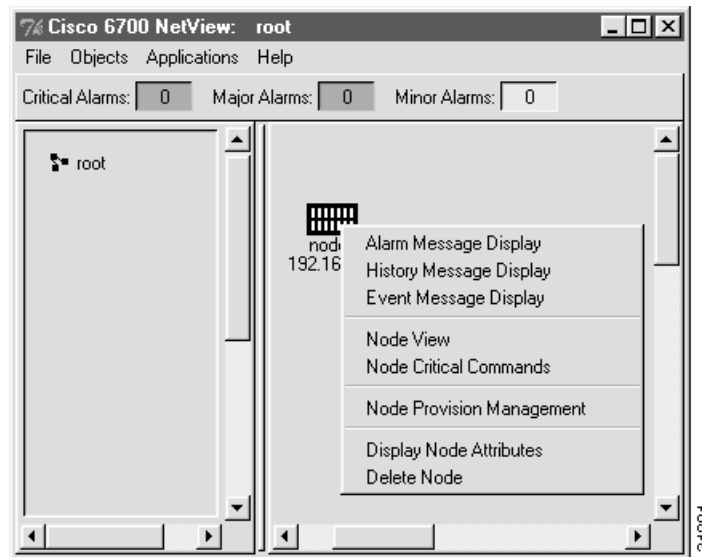 Cisco 6700 NetView: root
File Objects Applications Help
Critical Alarms: 0 Major Alarms: 0 Minor Alarms: 0
root
192.16
Alarm Message Display
History Message Display
Event Message Display
Node View
Node Critical Commands
Node Provision Management
Display Node Attributes
Delete Node